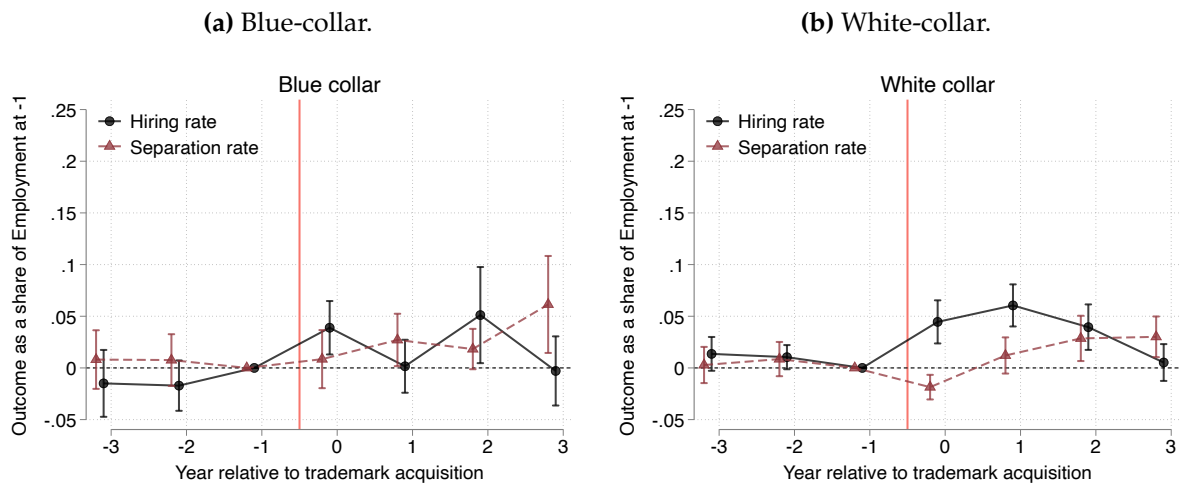 (a) Blue-collar.
Blue collar
Outcome as a share of Employment at -1
.25
.2
.15
.1
.05
0
-.05
Hiring rate
Separation rate
-3
-2
-1
0
1
2
3
Year relative to trademark acquisition
(b) White-collar.
White collar
Outcome as a share of Employment at -1
.25
.2
.15
.1
.05
0
-.05
Hiring rate
Separation rate
-3
-2
-1
0
1
2
3
Year relative to trademark acquisition